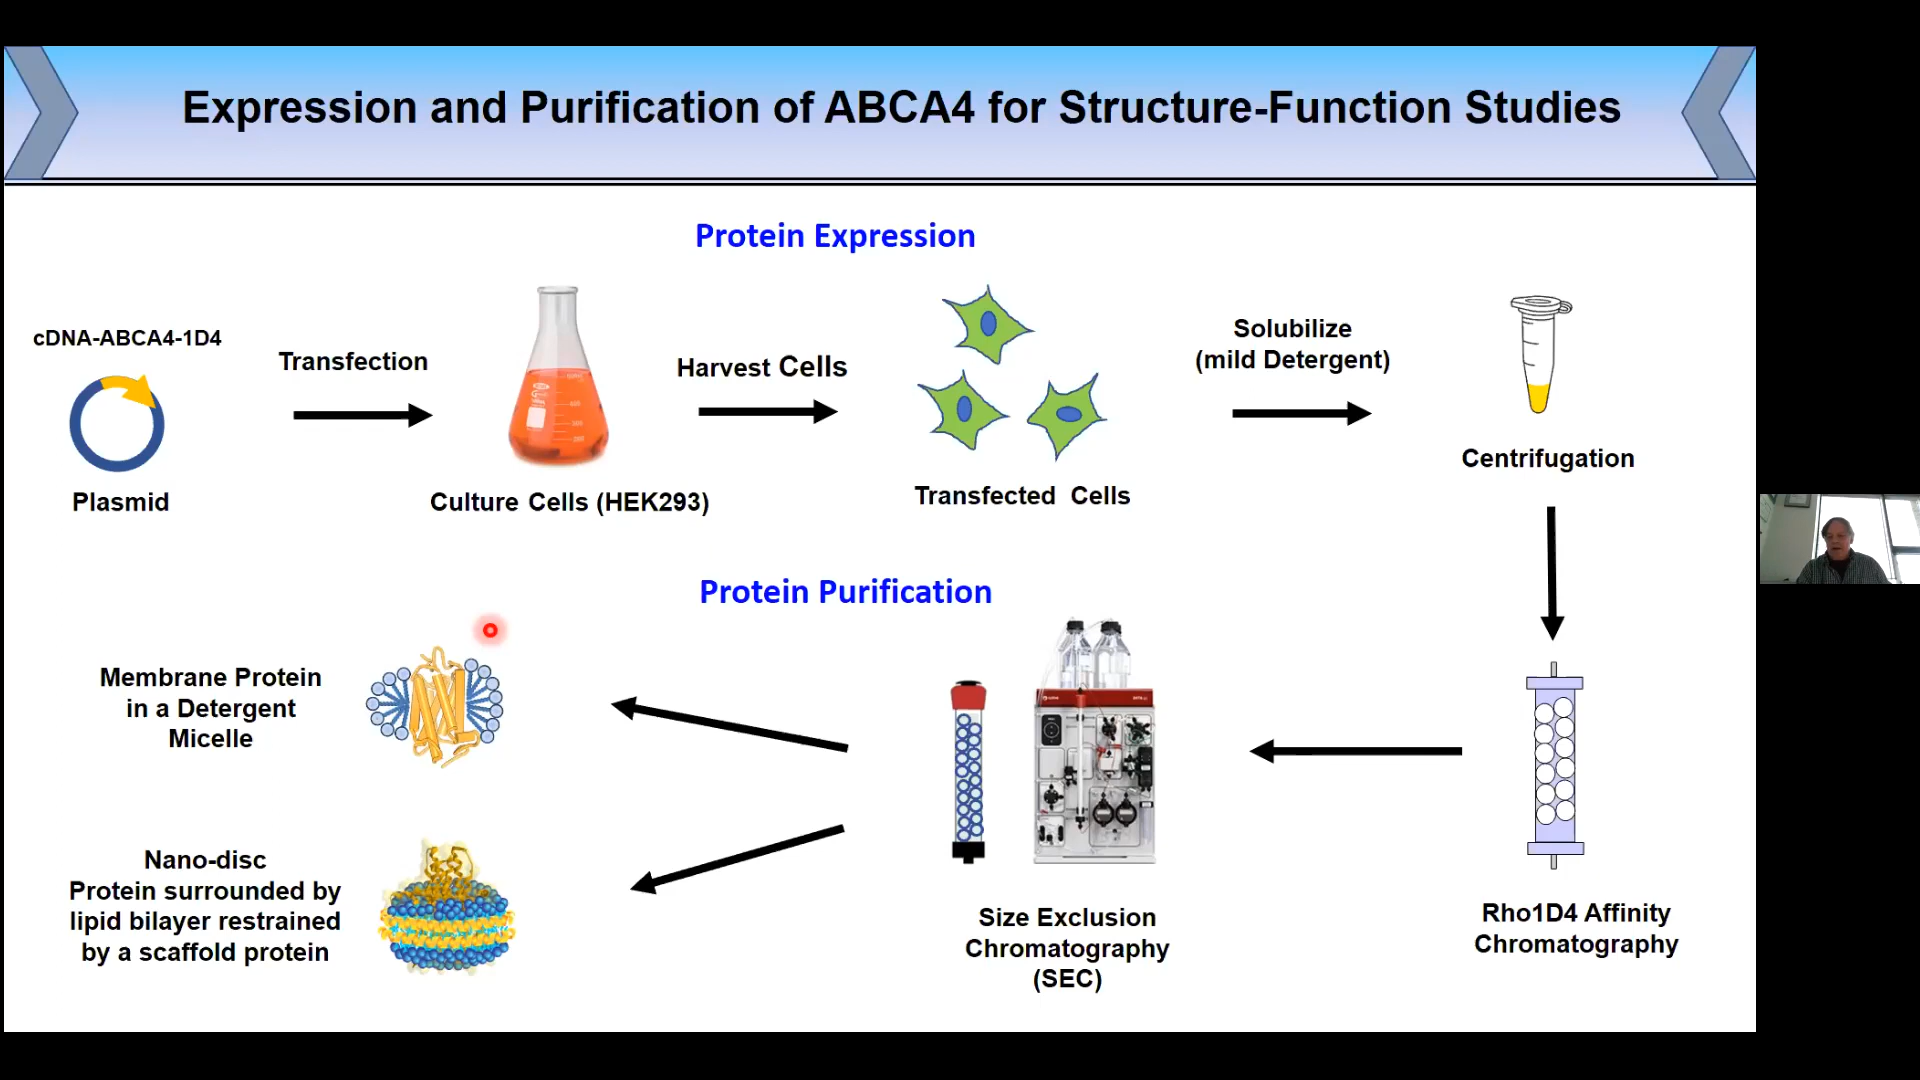 Expression and Purification of ABCA4 for Structure-Function Studies
Protein Expression
cDNA-ABCA4-1D4
Plasmid
Transfection
Culture Cells (HEK293)
Harvest Cells
Transfected Cells
Solubilize
(mild Detergent)
Centrifugation
Protein Purification
Membrane Protein
in a Detergent
Micelle
Nano-disc
Protein surrounded by
lipid bilayer restrained
by a scaffold protein
Size Exclusion
Chromatography
(SEC)
Rho1D4 Affinity
Chromatography